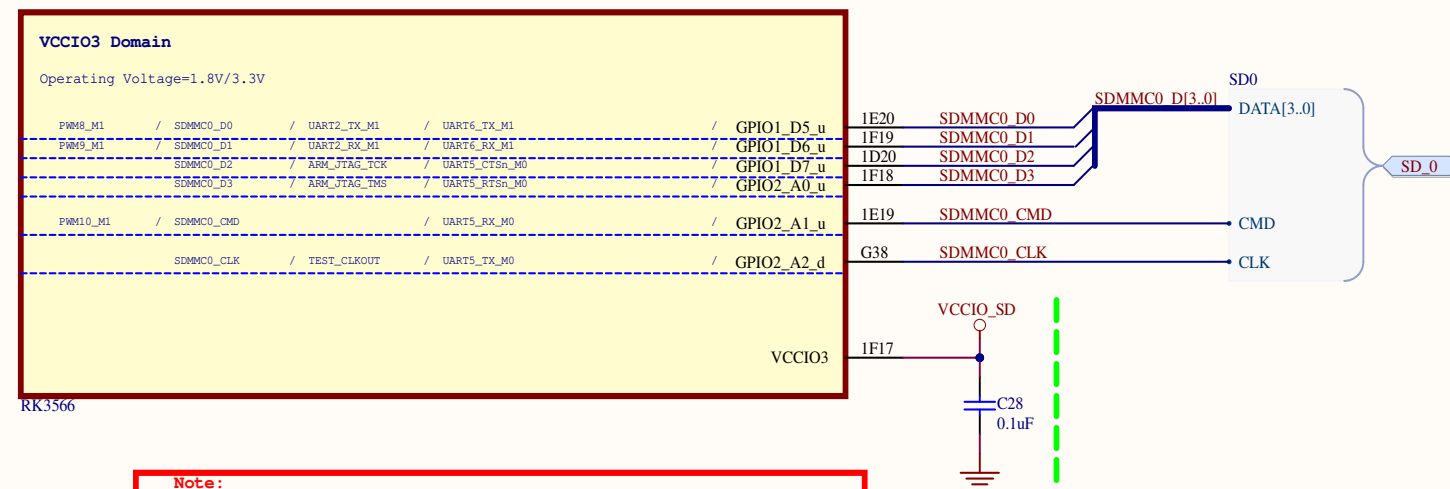 VCCIO3 Domain
Operating Voltage=1.8V/3.3V
SD0
SDMMC0_D[3..0]
DATA[3..0]
PWM8_M1 / SDMMC0_D0 / UART2_TX_M1 / UART6_TX_M1 / GPIO1_D5_u 1E20 SDMMC0_D0
PWM9_M1 / SDMMC0_D1 / UART2_RX_M1 / UART6_RX_M1 / GPIO1_D6_u 1F19 SDMMC0_D1
SDMMC0_D2 / ARM_JTAG_TCK / UART5_CTSn_M0 / GPIO1_D7_u 1D20 SDMMC0_D2
SD_0
SDMMC0_D3 / ARM_JTAG_TMS / UART5_RTSn_M0 / GPIO2_A0_u 1F18 SDMMC0_D3
PWM10_M1 / SDMMC0_CMD / UART5_RX_M0 / GPIO2_A1_u 1E19 SDMMC0_CMD CMD
SDMMC0_CLK / TEST_CLKOUT / UART5_TX_M0 / GPIO2_A2_d G38 SDMMC0_CLK CLK
VCCIO_SD
VCCIO3 1F17
RK3566
C28
0.1uF
Note: